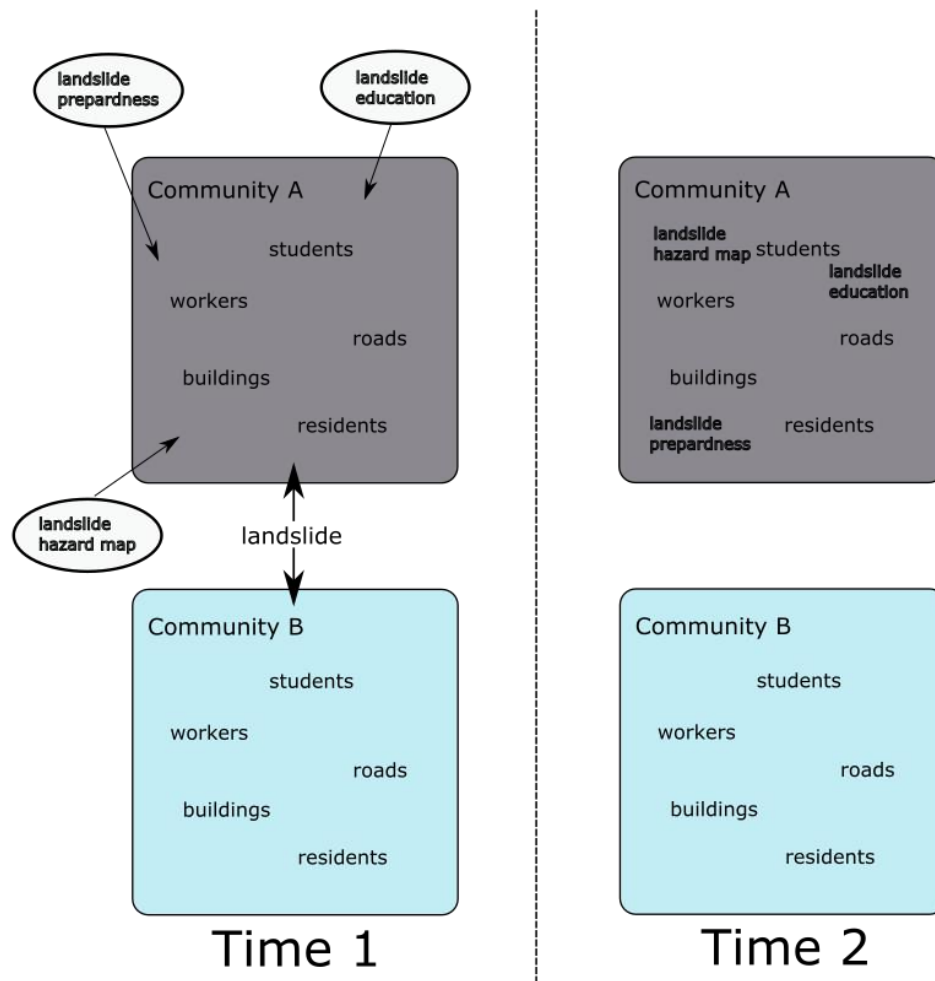 landslide
prepardness
landslide
education
Community A
students
workers
roads
buildings
residents
landslide
hazard map
landslide
Community B
students
workers
roads
buildings
residents
Time 1
Community A
landslide
hazard map
students
landslide
education
workers
roads
buildings
landslide
prepardness
residents
Community B
students
workers
roads
buildings
residents
Time 2